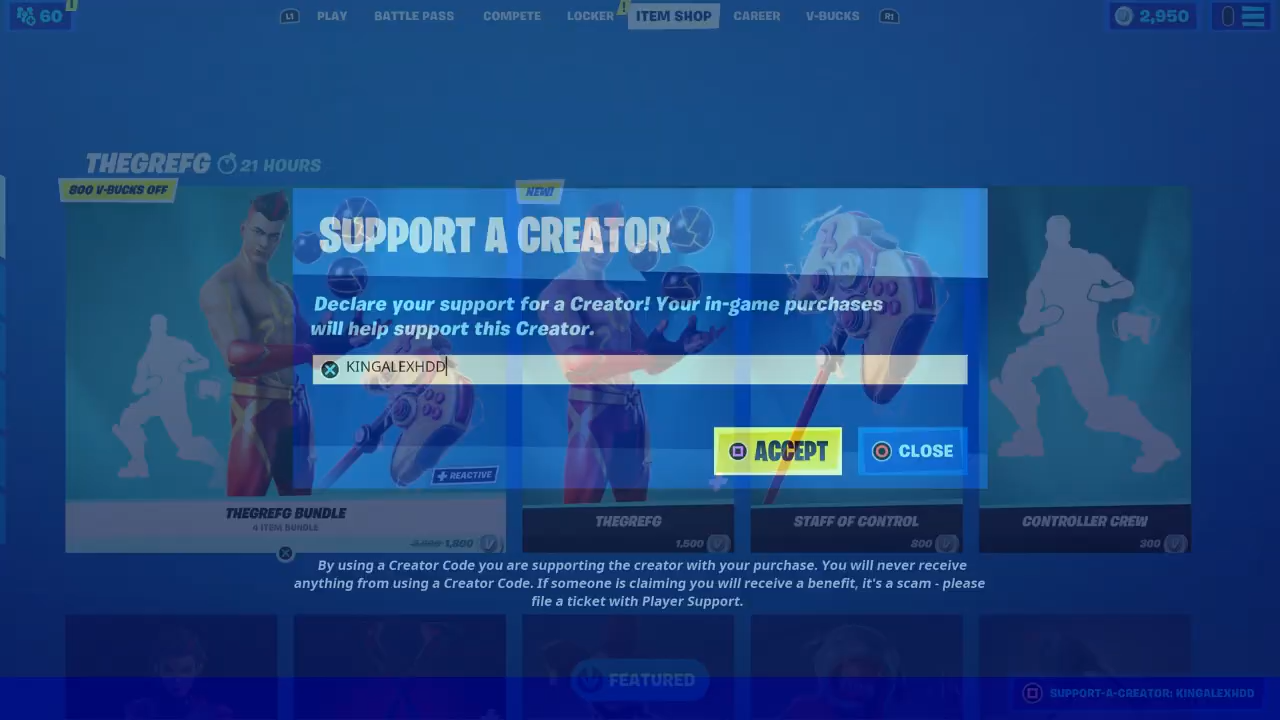 60
!
L1
PLAY
BATTLE PASS
COMPETE
LOCKER
!
ITEM SHOP
CAREER
V-BUCKS
R1
2,950
THEGREFG 21 HOURS
800 V-BUCKS OFF
NEW!
SUPPORT A CREATOR
Declare your support for a Creator! Your in-game purchases
will help support this Creator.
KINGALEXHDD
ACCEPT
CLOSE
+ REACTIVE
THEGREFG BUNDLE
4 ITEM BUNDLE
1,600
THEGREFG
1,500
STAFF OF CONTROL
800
CONTROLLER CREW
300
By using a Creator Code you are supporting the creator with your purchase. You will never receive
anything from using a Creator Code. If someone is claiming you will receive a benefit, it's a scam - please
file a ticket with Player Support.
FEATURED
SUPPORT-A-CREATOR: KINGALEXHDD